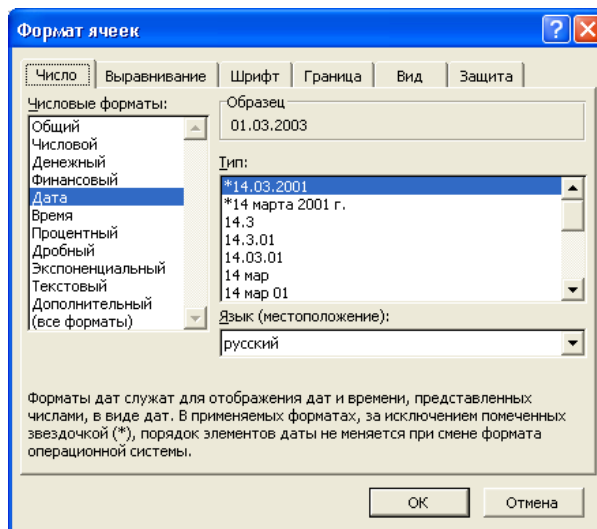 Формат ячеек
Число
Выравнивание
Шрифт
Граница
Вид
Защита
Числовые форматы:
Общий
Числовой
Денежный
Финансовый
Дата
Время
Процентный
Дробный
Экспоненциальный
Текстовый
Дополнительный
(все форматы)
Образец
01.03.2003
Тип:
*14.03.2001
*14 марта 2001 г.
14.3
14.3.01
14.03.01
14 мар
14 мар 01
Язык (местоположение):
русский
Форматы дат служат для отображения дат и времени, представленных
числами, в виде дат. В применяемых форматах, за исключением помеченных
звездочкой (*), порядок элементов даты не меняется при смене формата
операционной системы.
ОК
Отмена